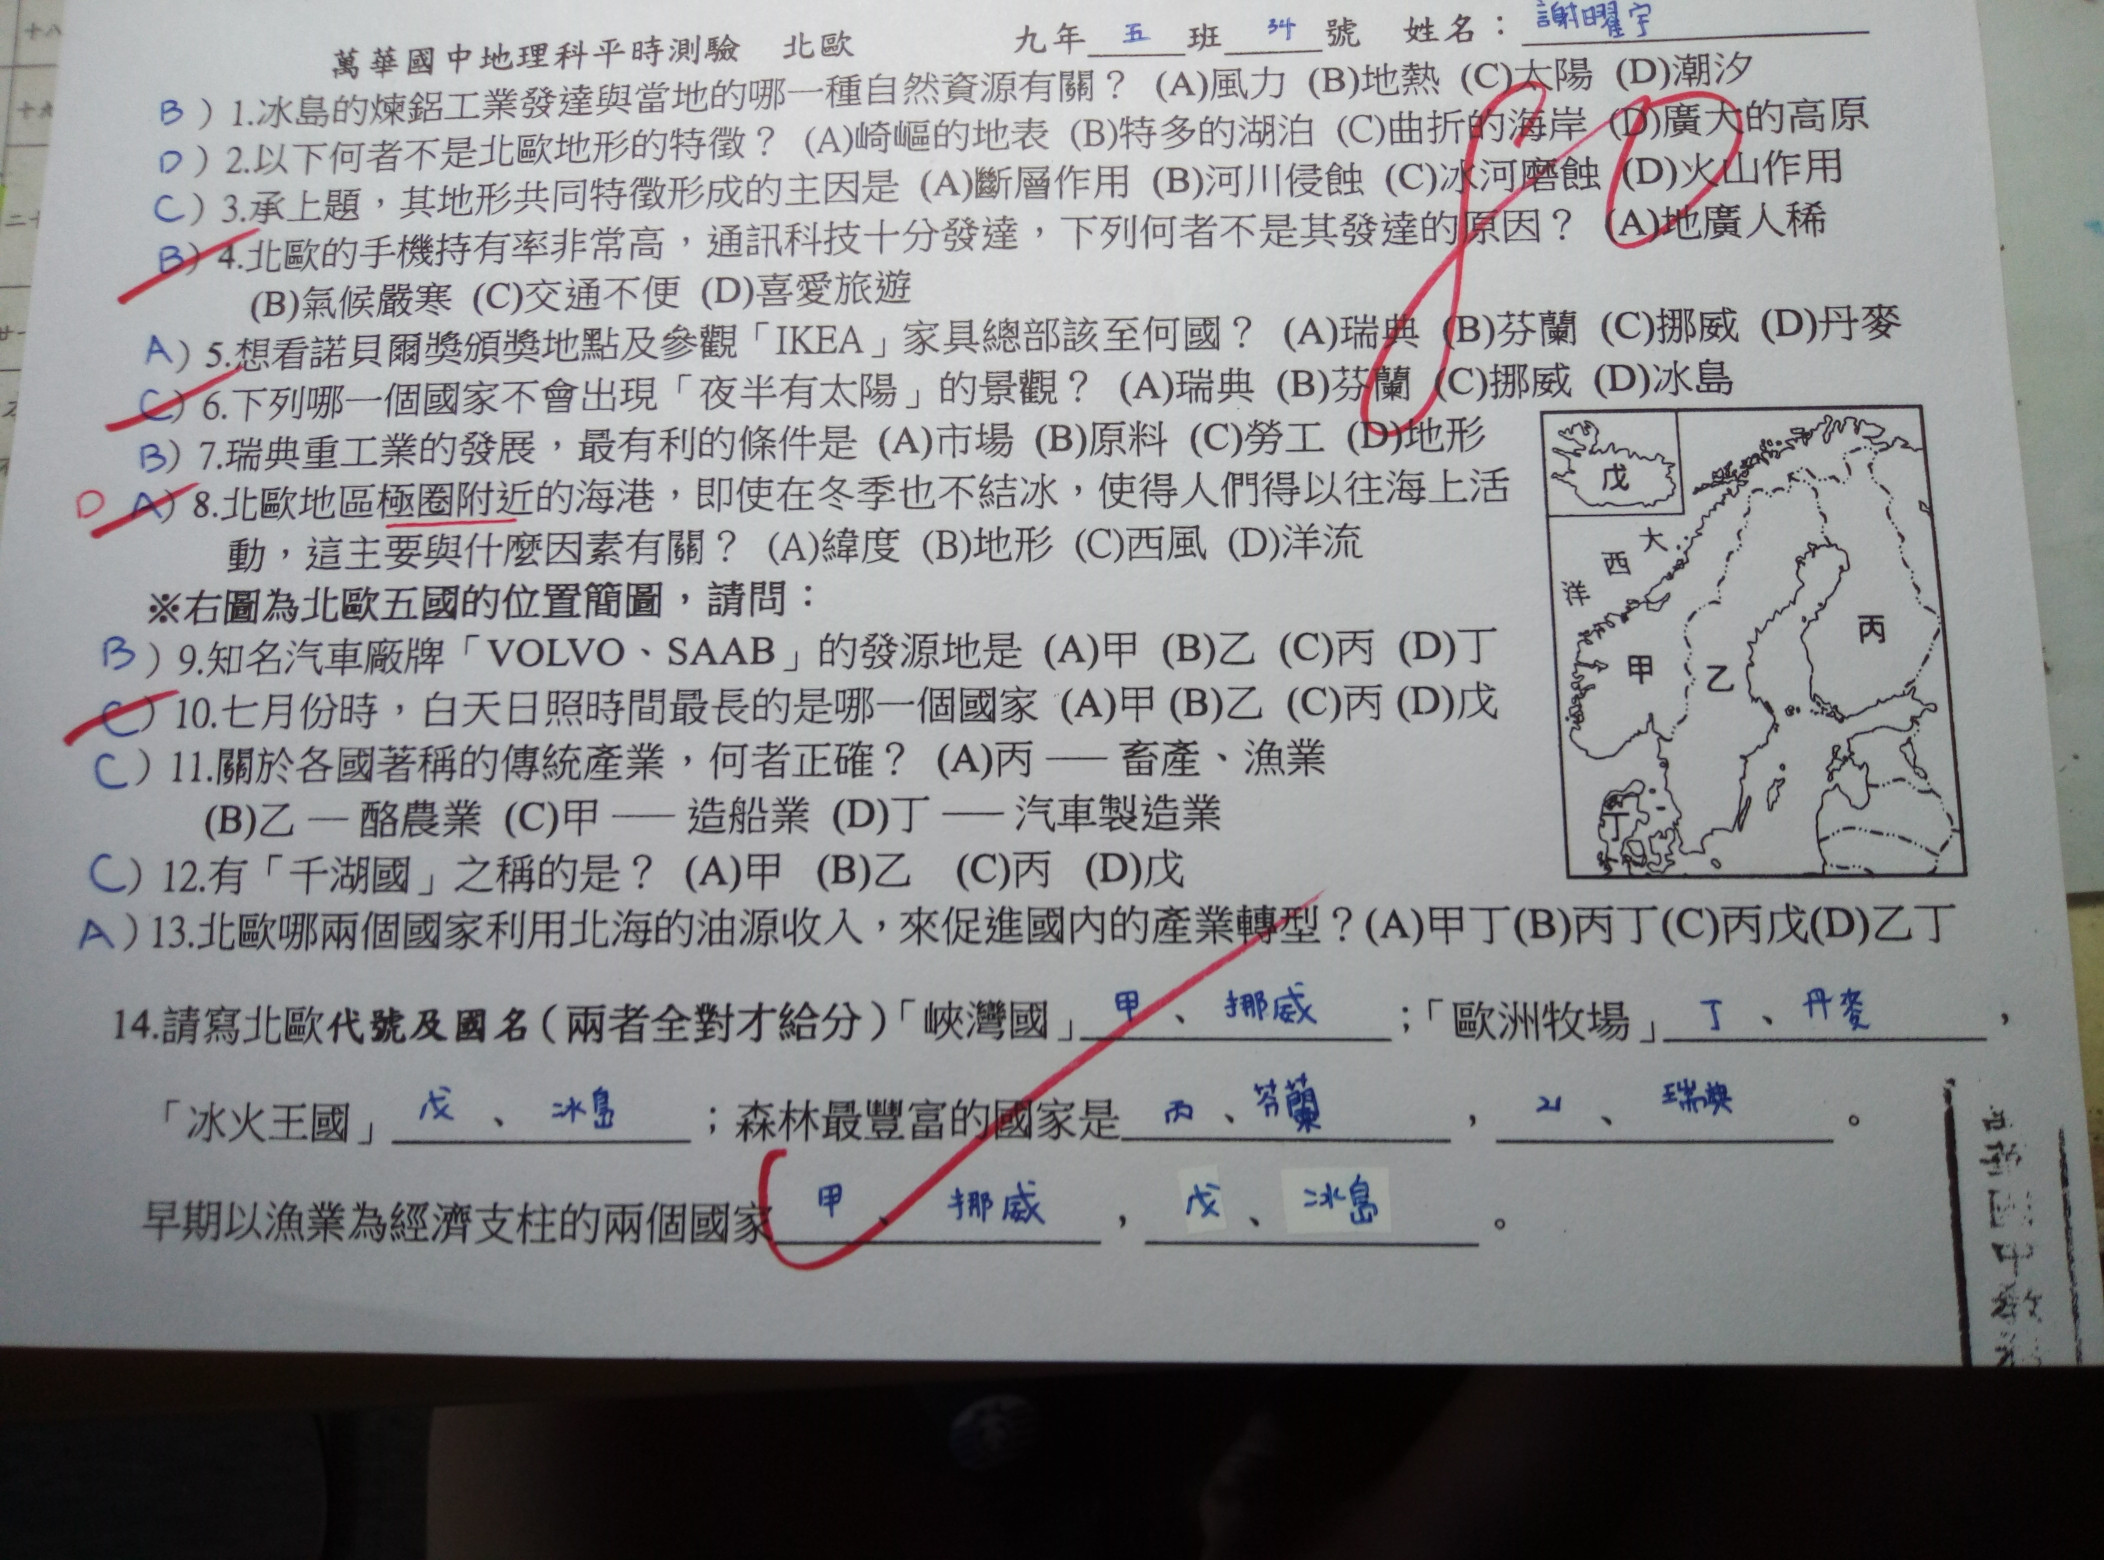 萬華國中地理科平時測驗 北歐 九年 五 班 34 號 姓名：謝曜宇
B）1.冰島的煉鋁工業發達與當地的哪一種自然資源有關？ (A)風力 (B)地熱 (C)太陽 (D)潮汐
D）2.以下何者不是北歐地形的特徵？ (A)崎嶇的地表 (B)特多的湖泊 (C)曲折的海岸 (D)廣大的高原
C）3.承上題，其地形共同特徵形成的主因是 (A)斷層作用 (B)河川侵蝕 (C)冰河磨蝕 (D)火山作用
B）4.北歐的手機持有率非常高，通訊科技十分發達，下列何者不是其發達的原因？ (A)地廣人稀
(B)氣候嚴寒 (C)交通不便 (D)喜愛旅遊
A）5.想看諾貝爾獎頒獎地點及參觀「IKEA」家具總部該至何國？ (A)瑞典 (B)芬蘭 (C)挪威 (D)丹麥
C）6.下列哪一個國家不會出現「夜半有太陽」的景觀？ (A)瑞典 (B)芬蘭 (C)挪威 (D)冰島
B）7.瑞典重工業的發展，最有利的條件是 (A)市場 (B)原料 (C)勞工 (D)地形
D A）8.北歐地區極圈附近的海港，即使在冬季也不結冰，使得人們得以往海上活
動，這主要與什麼因素有關？ (A)緯度 (B)地形 (C)西風 (D)洋流
※右圖為北歐五國的位置簡圖，請問：
B）9.知名汽車廠牌「VOLVO、SAAB」的發源地是 (A)甲 (B)乙 (C)丙 (D)丁
C）10.七月份時，白天日照時間最長的是哪一個國家 (A)甲 (B)乙 (C)丙 (D)戊
C）11.關於各國著稱的傳統產業，何者正確？ (A)丙 ── 畜產、漁業
(B)乙 — 酪農業 (C)甲 ── 造船業 (D)丁 ── 汽車製造業
C）12.有「千湖國」之稱的是？ (A)甲 (B)乙 (C)丙 (D)戊
A）13.北歐哪兩個國家利用北海的油源收入，來促進國內的產業轉型？(A)甲丁(B)丙丁(C)丙戊(D)乙丁
戊
大
西
洋
甲
乙
丙
丁
14.請寫北歐代號及國名（兩者全對才給分）「峽灣國」甲、挪威；「歐洲牧場」丁、丹麥，
「冰火王國」戊、冰島；森林最豐富的國家是丙、芬蘭，乙、瑞典。
早期以漁業為經濟支柱的兩個國家甲、挪威，戊、冰島。
80